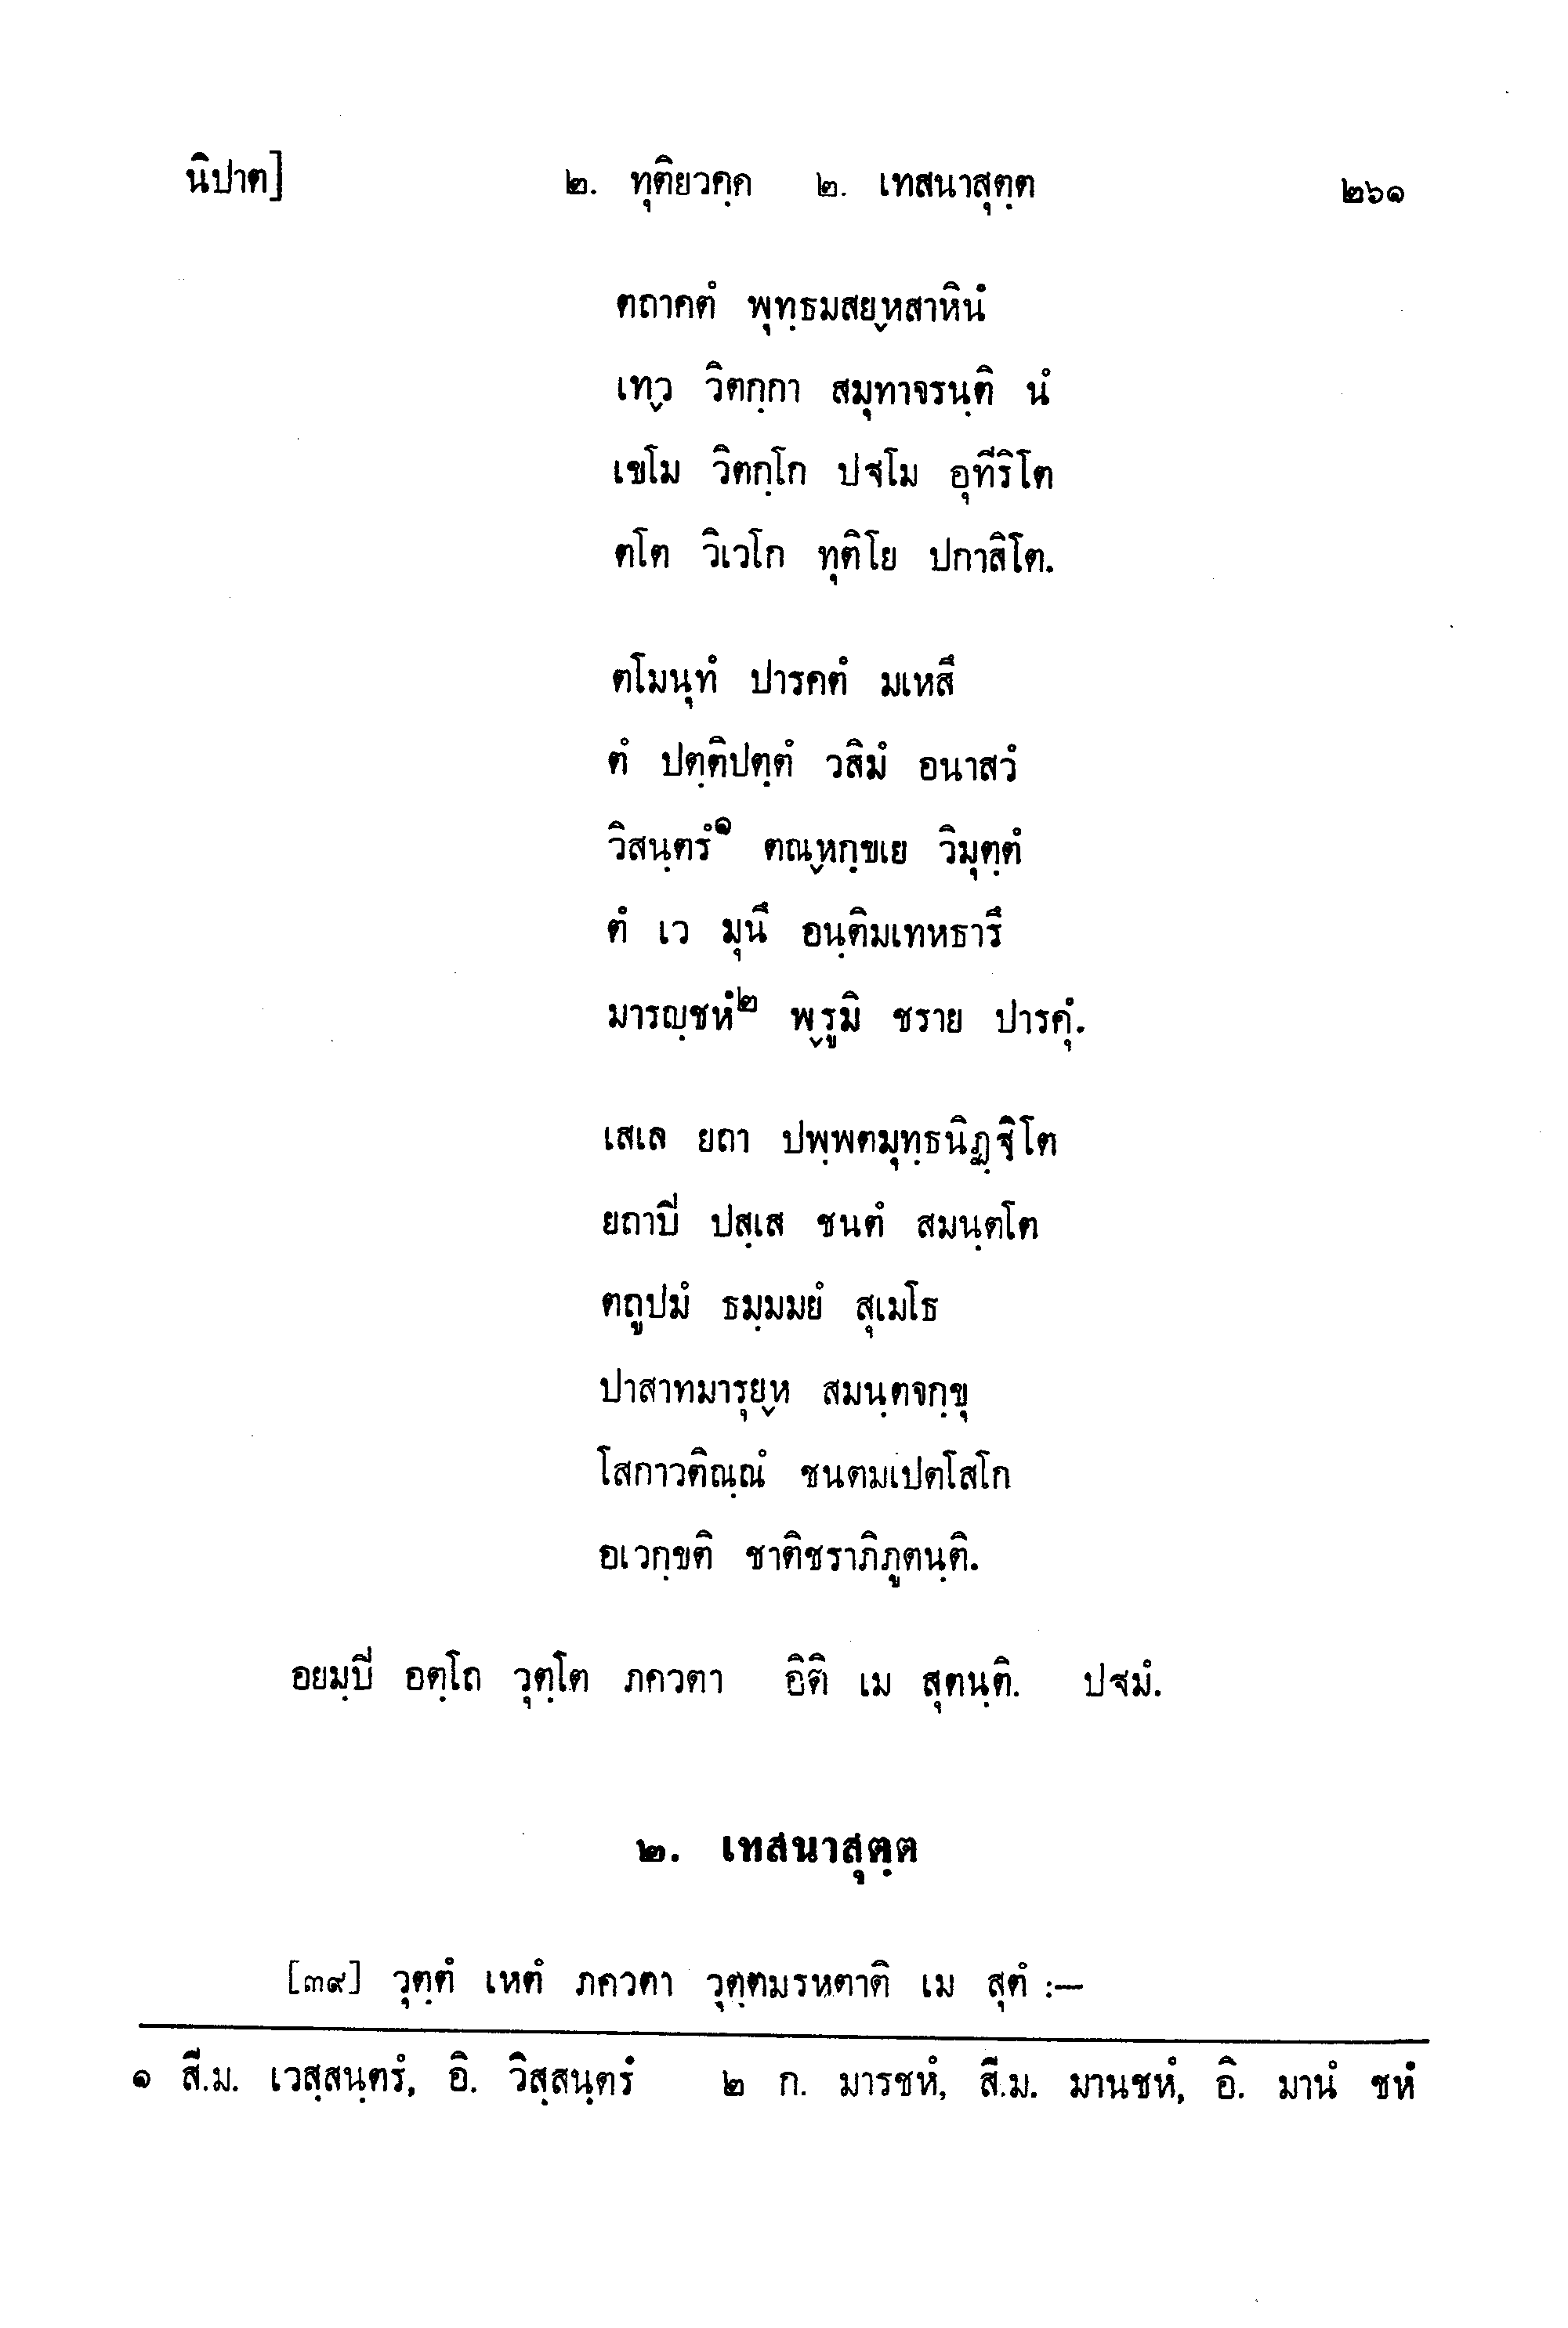 นิปาต] ๒. ทุติยวคฺค ๒. เทสนาสุตฺต ๒๖๑
ตถาคตํ พุทฺธมสยฺหสาหินํ
เทฺว วิตกฺกา สมุทาจรนฺติ นํ
เขโม วิตกฺโก ปฐโม อุทีริโต
ตโต วิเวโก ทุติโย ปกาสิโต.
ตโมนุทํ ปารคตํ มเหสึ
ตํ ปตฺติปตฺตํ วสิมํ อนาสวํ
วิสนฺตรํ๑ ตณฺหกฺขเย วิมุตฺตํ
ตํ เว มุนึ อนฺติมเทหธารึ
มารญฺชหํ๒ พฺรูมิ ชราย ปารคุํ.
เสเล ยถา ปพฺพตมุทฺธนิฏฺฐิโต
ยถาปิ ปสฺเส ชนตํ สมนฺตโต
ตถูปมํ ธมฺมมยํ สุเมโธ
ปาสาทมารุยฺห สมนฺตจกฺขุ
โสกาวติณฺณํ ชนตมเปตโสโก
อเวกฺขติ ชาติชราภิภูตนฺติ.
อยมฺปิ อตฺโถ วุตฺโต ภควตา อิติ เม สุตนฺติ. ปฐมํ.
๒. เทสนาสุตฺต
[๓๙] วุตฺตํ เหตํ ภควตา วุตฺตมรหตาติ เม สุตํ :—
๑ สี.ม. เวสฺสนฺตรํ, อิ. วิสฺสนฺตรํ ๒ ก. มารชหํ, สี.ม. มานชหํ, อิ. มานํ ชหํ